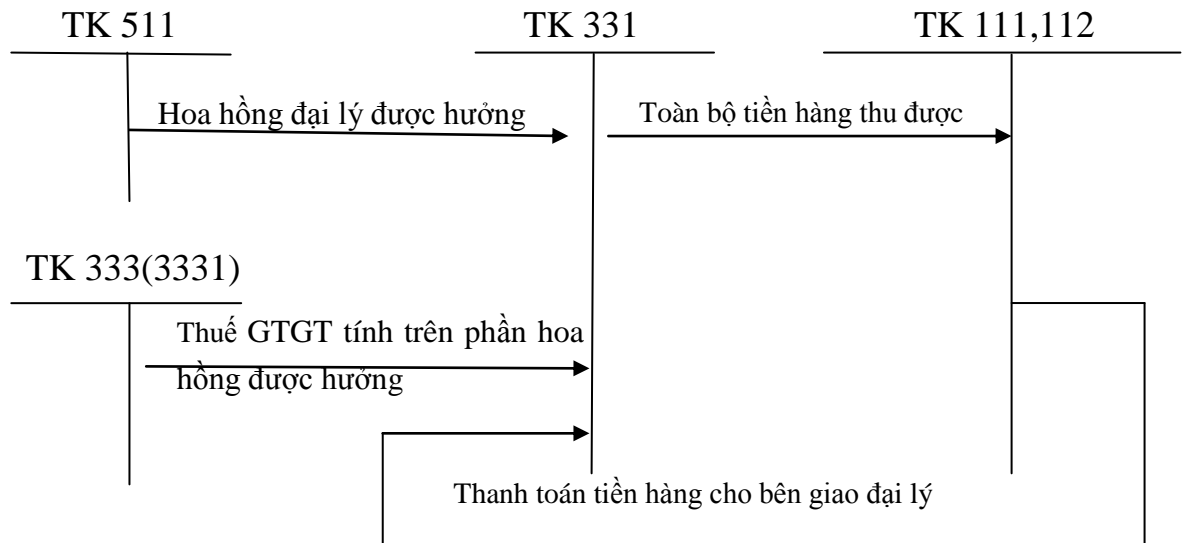 TK 511
TK 331
TK 111,112
Hoa hồng đại lý được hưởng
Toàn bộ tiền hàng thu được
TK 333(3331)
Thuế GTGT tính trên phần hoa
hồng được hưởng
Thanh toán tiền hàng cho bên giao đại lý